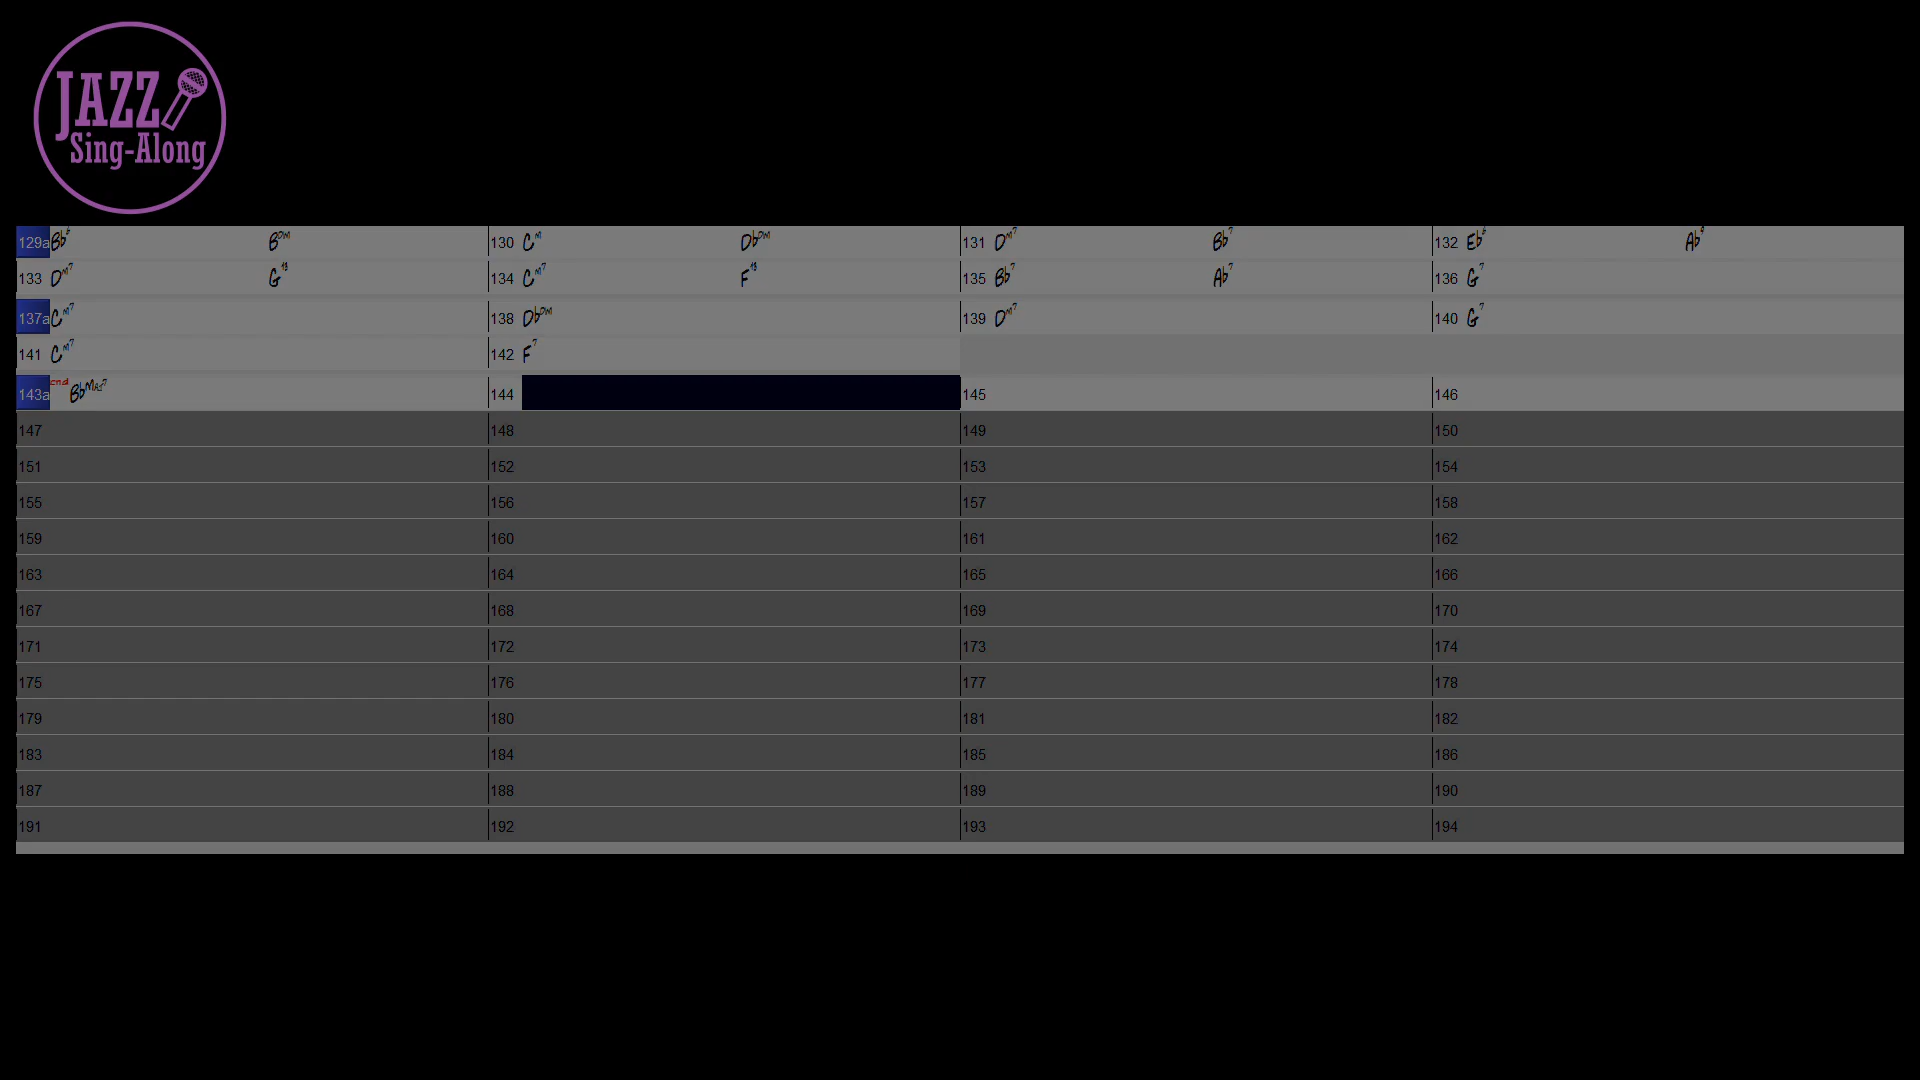 JAZZ
Sing-Along
129a Bb6 Bdim 130 Cm Dbdim 131 Dm7 Bb7 132 Eb6 Ab9
133 Dm7 G13 134 Cm7 F13 135 Bb7 Ab7 136 G7
137a Cm7 138 Dbdim 139 Dm7 140 G7
141 Cm7 142 F7
143a end BbMaj7 144 145 146
147 148 149 150
151 152 153 154
155 156 157 158
159 160 161 162
163 164 165 166
167 168 169 170
171 172 173 174
175 176 177 178
179 180 181 182
183 184 185 186
187 188 189 190
191 192 193 194